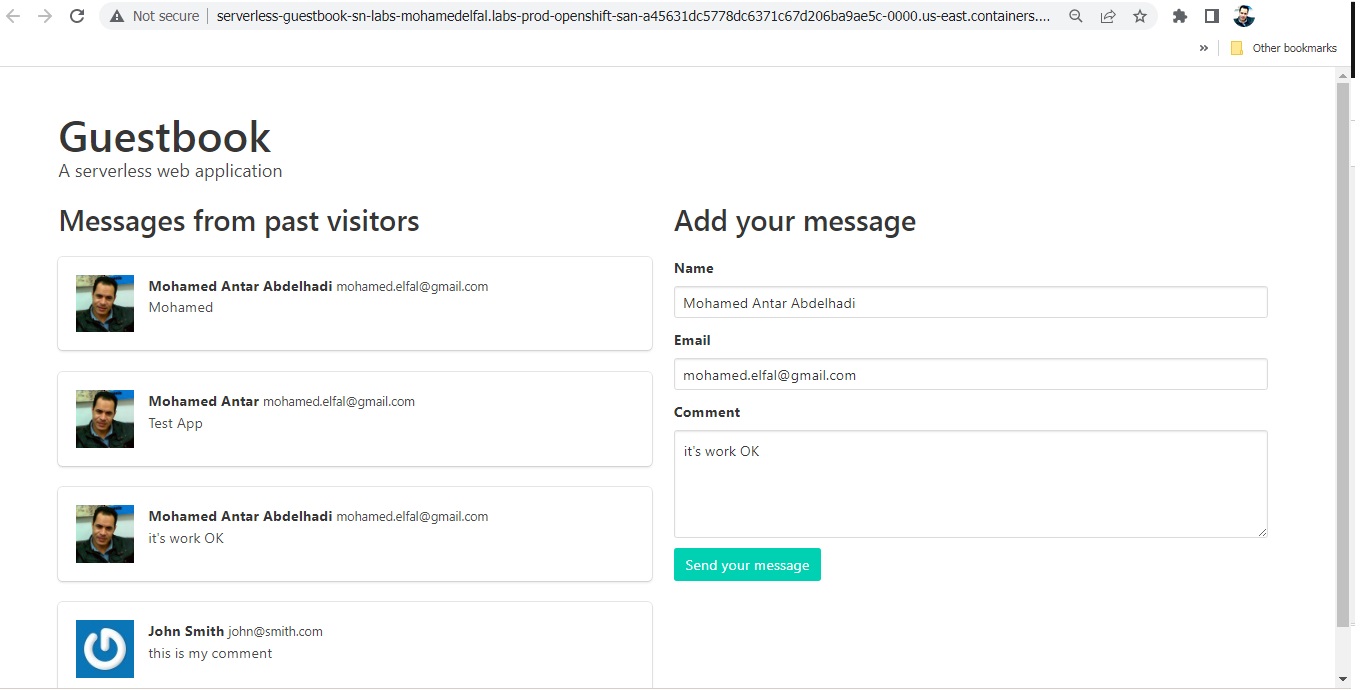 Not secure serverless-guestbook-sn-labs-mohamedelfal.labs-prod-openshift-san-a45631dc5778dc6371c67d206ba9ae5c-0000.us-east.containers....
» Other bookmarks
Guestbook
A serverless web application
Messages from past visitors
Mohamed Antar Abdelhadi mohamed.elfal@gmail.com
Mohamed
Mohamed Antar mohamed.elfal@gmail.com
Test App
Mohamed Antar Abdelhadi mohamed.elfal@gmail.com
it's work OK
John Smith john@smith.com
this is my comment
Add your message
Name
Mohamed Antar Abdelhadi
Email
mohamed.elfal@gmail.com
Comment
it's work OK
Send your message